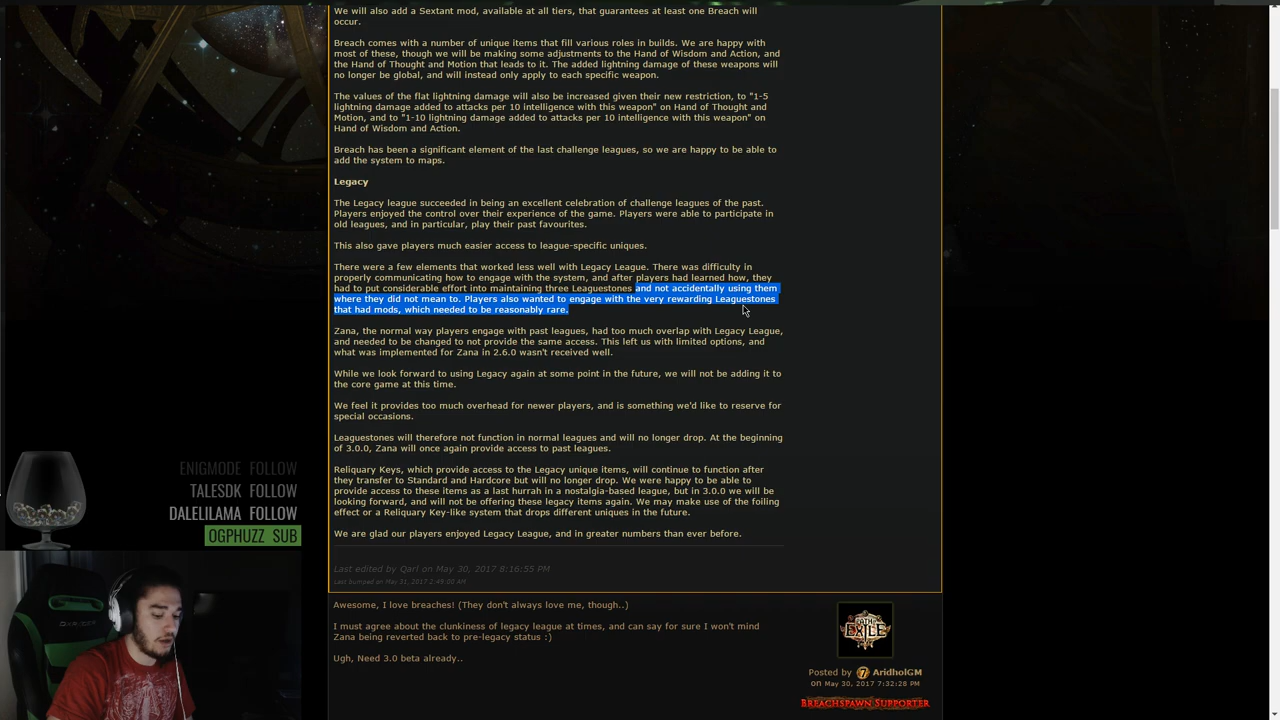 We will also add a Sextant mod, available at all tiers, that guarantees at least one Breach will
occur.
Breach comes with a number of unique items that fill various roles in builds. We are happy with
most of these, though we will be making some adjustments to the Hand of Wisdom and Action, and
the Hand of Thought and Motion that leads to it. The added lightning damage of these weapons will
no longer be global, and will instead only apply to each specific weapon.
The values of the flat lightning damage will also be increased given their new restriction, to "1-5
lightning damage added to attacks per 10 intelligence with this weapon" on Hand of Thought and
Motion, and to "1-10 lightning damage added to attacks per 10 intelligence with this weapon" on
Hand of Wisdom and Action.
Breach has been a significant element of the last challenge leagues, so we are happy to be able to
add the system to maps.
Legacy
The Legacy league succeeded in being an excellent celebration of challenge leagues of the past.
Players enjoyed the control over their experience of the game. Players were able to participate in
old leagues, and in particular, play their past favourites.
This also gave players much easier access to league-specific uniques.
There were a few elements that worked less well with Legacy League. There was difficulty in
properly communicating how to engage with the system, and after players had learned how, they
had to put considerable effort into maintaining three Leaguestones and not accidentally using them
where they did not mean to. Players also wanted to engage with the very rewarding Leaguestones
that had mods, which needed to be reasonably rare.
Zana, the normal way players engage with past leagues, had too much overlap with Legacy League,
and needed to be changed to not provide the same access. This left us with limited options, and
what was implemented for Zana in 2.6.0 wasn't received well.
While we look forward to using Legacy again at some point in the future, we will not be adding it to
the core game at this time.
We feel it provides too much overhead for newer players, and is something we'd like to reserve for
special occasions.
Leaguestones will therefore not function in normal leagues and will no longer drop. At the beginning
of 3.0.0, Zana will once again provide access to past leagues.
Reliquary Keys, which provide access to the Legacy unique items, will continue to function after
they transfer to Standard and Hardcore but will no longer drop. We were happy to be able to
provide access to these items as a last hurrah in a nostalgia-based league, but in 3.0.0 we will be
looking forward, and will not be offering these legacy items again. We may make use of the foiling
effect or a Reliquary Key-like system that drops different uniques in the future.
We are glad our players enjoyed Legacy League, and in greater numbers than ever before.
Last edited by Qarl on May 30, 2017 8:16:55 PM
Last bumped on May 31, 2017 2:49:00 AM
ENIGMODE FOLLOW
TALESDK FOLLOW
DALELILAMA FOLLOW
OGPHUZZ SUB
Awesome, I love breaches! (They don't always love me, though..)
I must agree about the clunkiness of legacy league at times, and can say for sure I won't mind
Zana being reverted back to pre-legacy status :)
Ugh, Need 3.0 beta already..
PATH OF EXILE
Posted by 7 AridholGM
on May 30, 2017 7:32:28 PM
BREACHSPAWN SUPPORTER